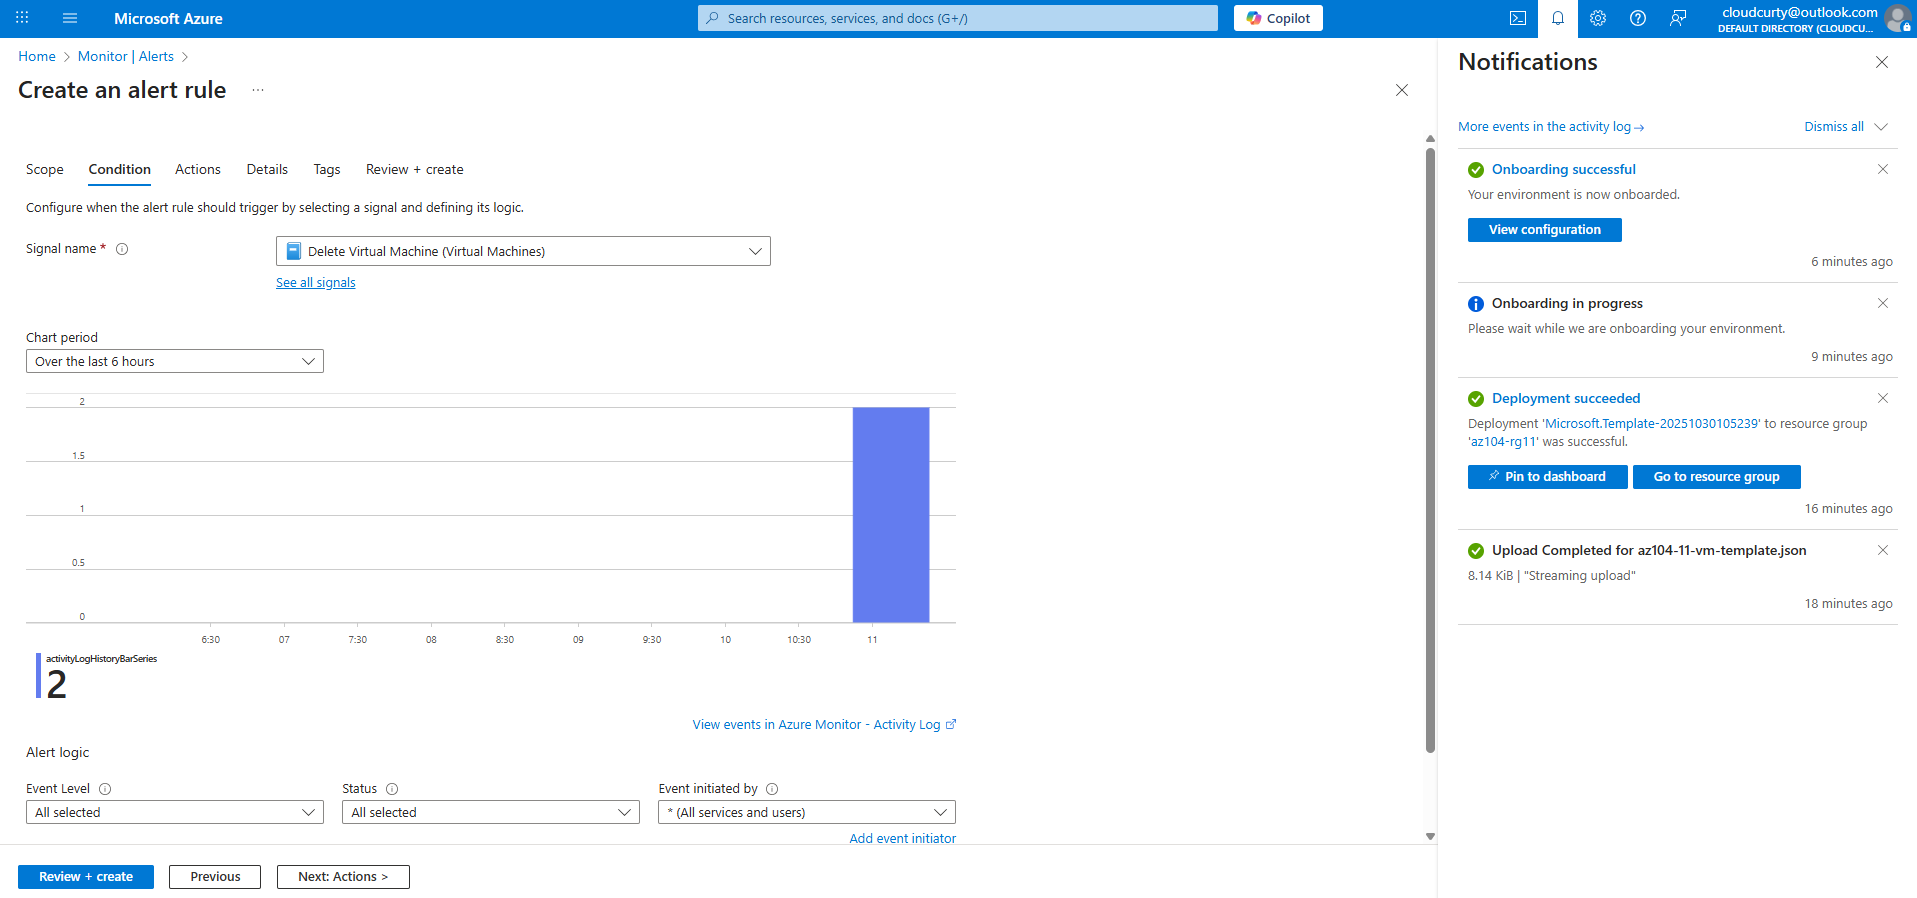 Microsoft Azure
Search resources, services, and docs (G+/)
Copilot
cloudcurty@outlook.com
DEFAULT DIRECTORY (CLOUDCU...
Home > Monitor | Alerts >
Create an alert rule ...
Scope Condition Actions Details Tags Review + create
Configure when the alert rule should trigger by selecting a signal and defining its logic.
Signal name *
Delete Virtual Machine (Virtual Machines)
See all signals
Chart period
Over the last 6 hours
2
1.5
1
0.5
0
6:30 07 7:30 08 8:30 09 9:30 10 10:30 11
activityLogHistoryBarSeries
2
View events in Azure Monitor - Activity Log
Alert logic
Event Level Status Event initiated by
All selected All selected * (All services and users)
Add event initiator
Review + create Previous Next: Actions >
Notifications
More events in the activity log →
Dismiss all
Onboarding successful
Your environment is now onboarded.
View configuration
6 minutes ago
Onboarding in progress
Please wait while we are onboarding your environment.
9 minutes ago
Deployment succeeded
Deployment 'Microsoft.Template-20251030105239' to resource group
'az104-rg11' was successful.
Pin to dashboard Go to resource group
16 minutes ago
Upload Completed for az104-11-vm-template.json
8.14 KiB | "Streaming upload"
18 minutes ago